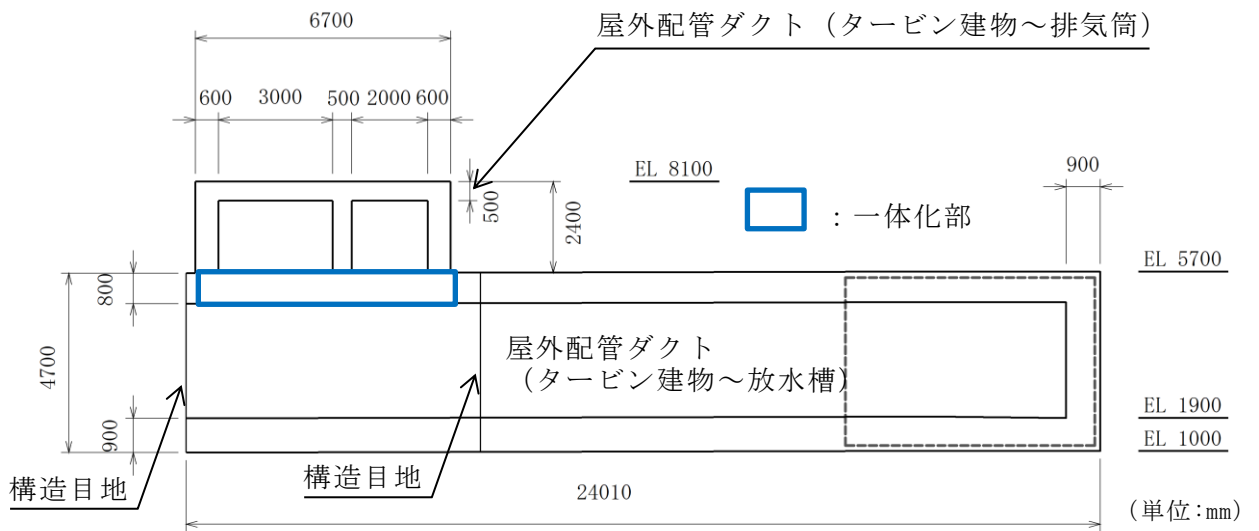 6700
屋外配管ダクト（タービン建物～排気筒）
600
3000
500
2000
600
500
2400
EL 8100
900
：一体化部
800
4700
900
EL 5700
屋外配管ダクト
（タービン建物～放水槽）
EL 1900
EL 1000
構造目地
構造目地
24010
(単位:mm)